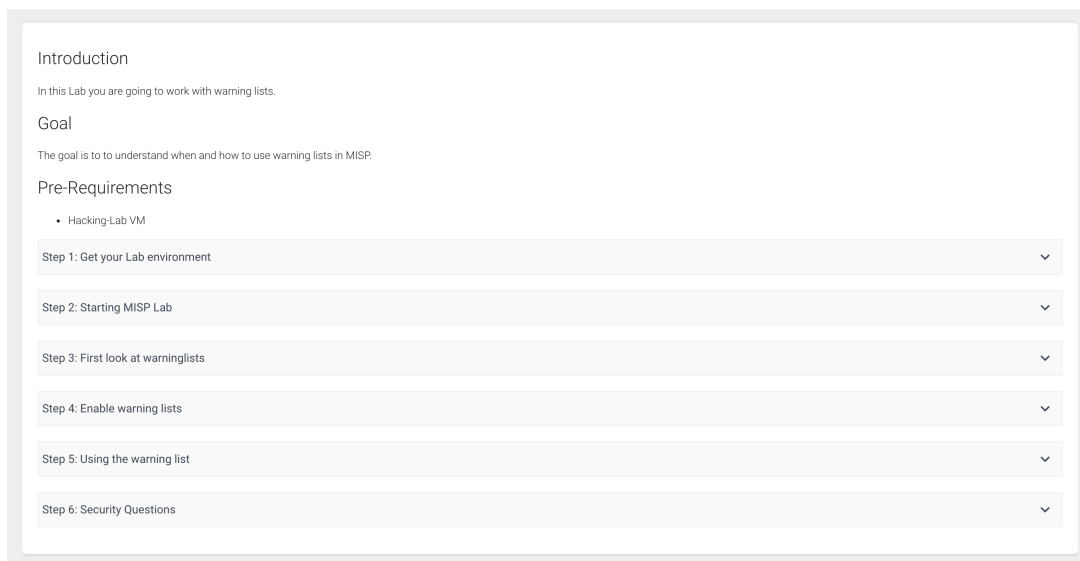 Introduction
In this Lab you are going to work with warning lists.
Goal
The goal is to to understand when and how to use warning lists in MISP.
Pre-Requirements
• Hacking-Lab VM
Step 1: Get your Lab environment
Step 2: Starting MISP Lab
Step 3: First look at warninglists
Step 4: Enable warning lists
Step 5: Using the warning list
Step 6: Security Questions